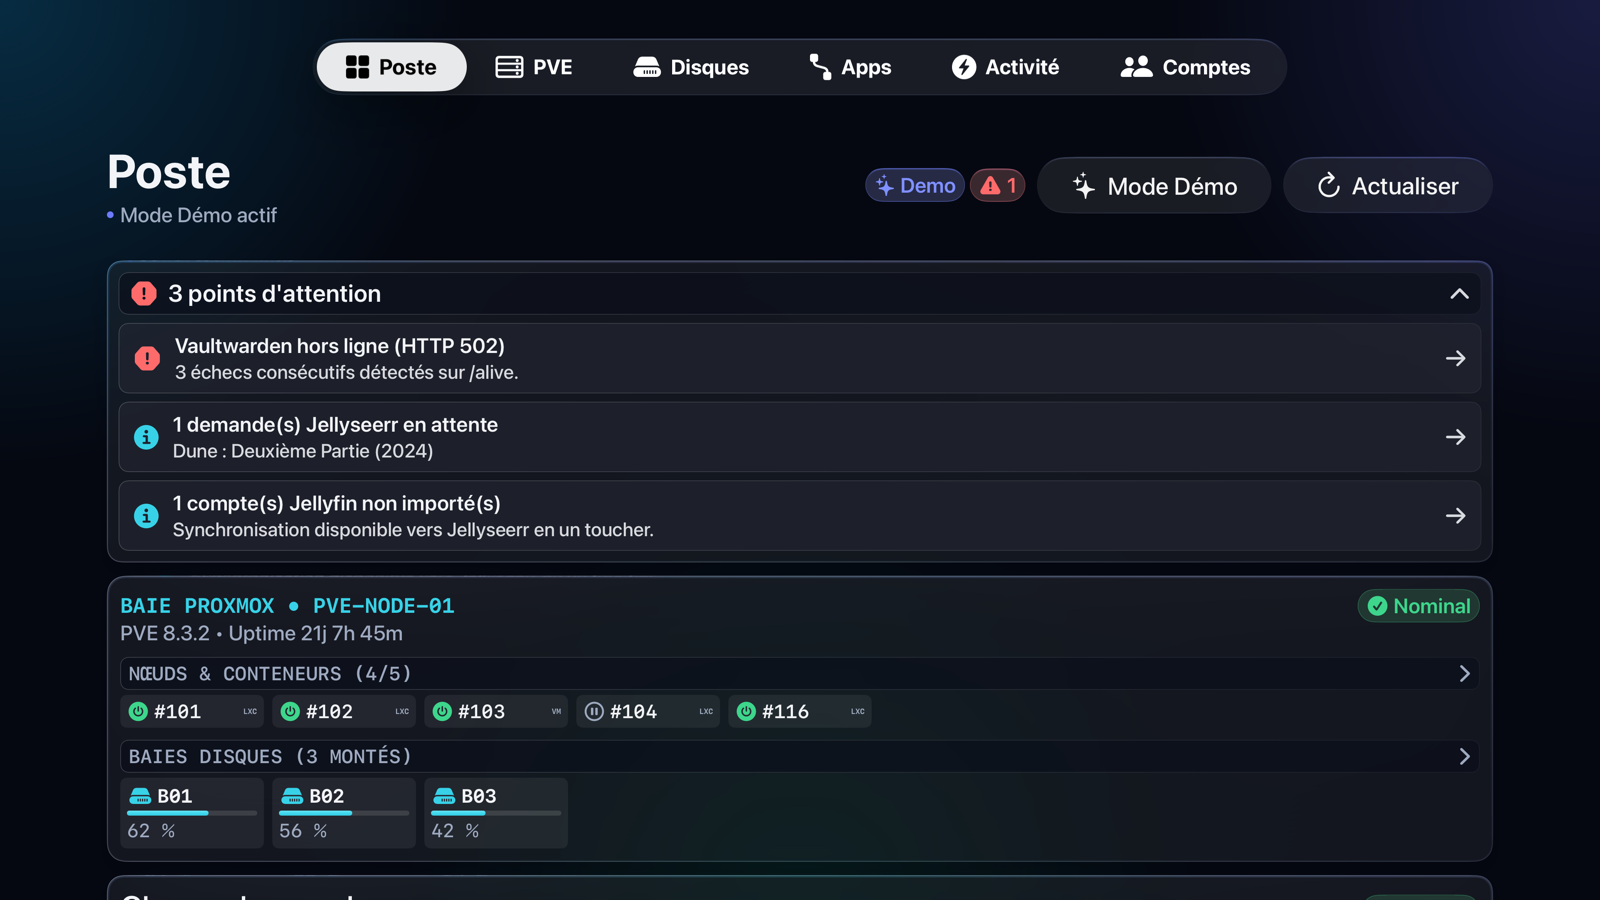 Poste
PVE
Disques
Apps
Activité
Comptes
Poste
• Mode Démo actif
Demo
1
Mode Démo
Actualiser
3 points d'attention
Vaultwarden hors ligne (HTTP 502)
3 échecs consécutifs détectés sur /alive.
1 demande(s) Jellyseerr en attente
Dune : Deuxième Partie (2024)
1 compte(s) Jellyfin non importé(s)
Synchronisation disponible vers Jellyseerr en un toucher.
BAIE PROXMOX • PVE-NODE-01
Nominal
PVE 8.3.2 • Uptime 21j 7h 45m
NŒUDS & CONTENEURS (4/5)
#101 LXC
#102 LXC
#103 VM
#104 LXC
#116 LXC
BAIES DISQUES (3 MONTÉS)
B01
62 %
B02
56 %
B03
42 %